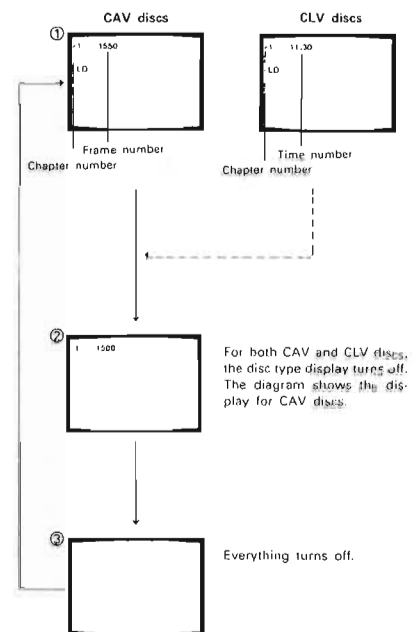 CAV discs
CLV discs
①
-1 1550
LD
-1 11.30
LD
Frame number
Chapter number
Time number
Chapter number
②
1 1500
For both CAV and CLV discs,
the disc type display turns off.
The diagram shows the dis-
play for CAV discs.
③
Everything turns off.